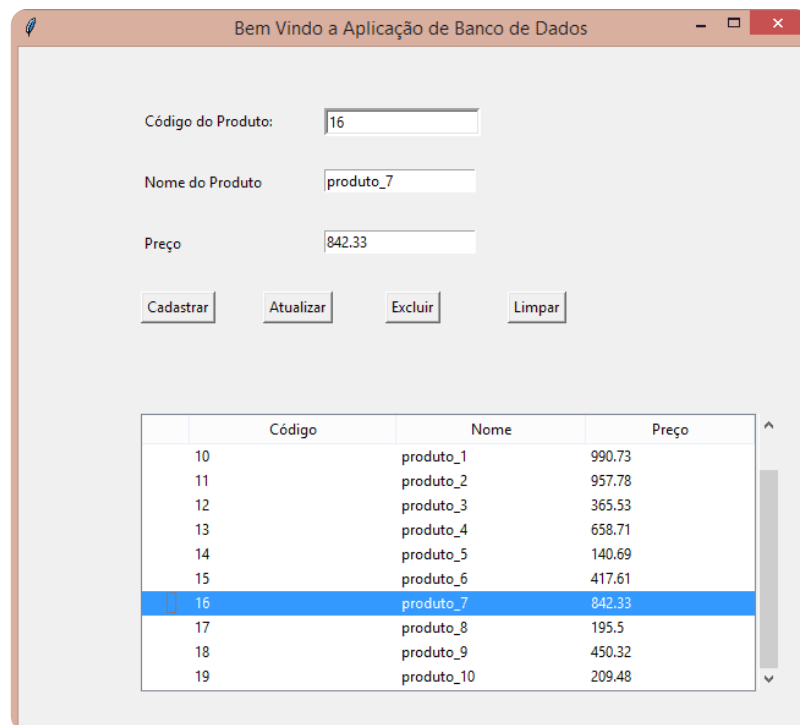 Bem Vindo a Aplicação de Banco de Dados
Código do Produto: 16
Nome do Produto produto_7
Preço 842.33
Cadastrar Atualizar Excluir Limpar
Código Nome Preço
10 produto_1 990.73
11 produto_2 957.78
12 produto_3 365.53
13 produto_4 658.71
14 produto_5 140.69
15 produto_6 417.61
16 produto_7 842.33
17 produto_8 195.5
18 produto_9 450.32
19 produto_10 209.48